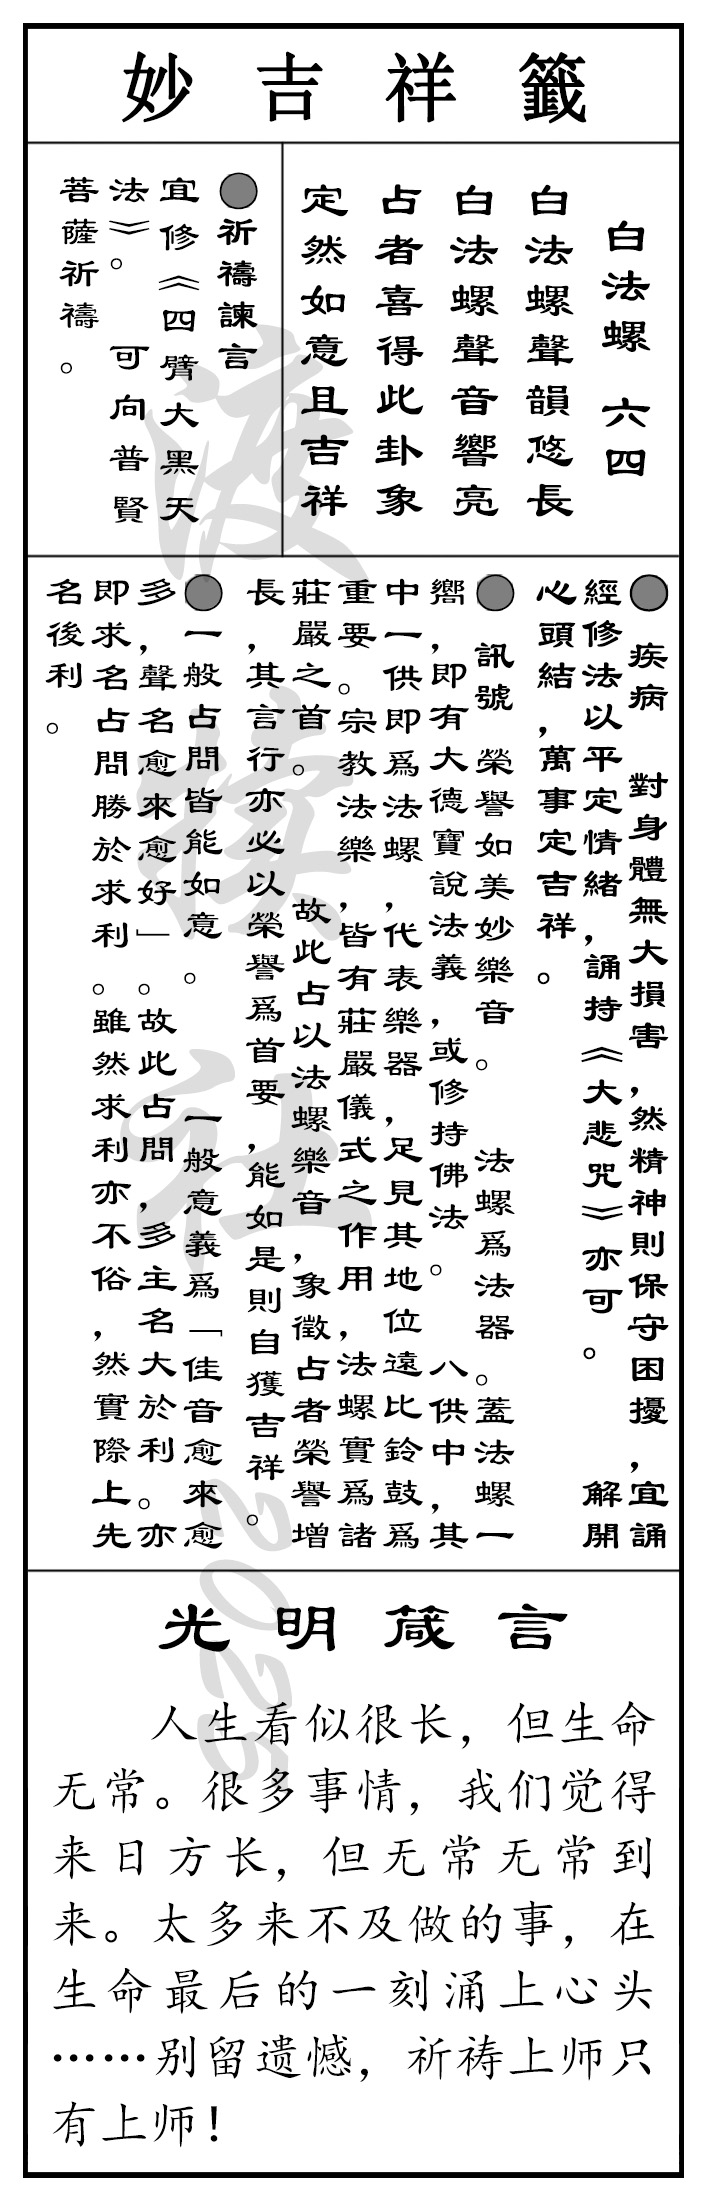 妙吉祥籤
白法螺 六四
白法螺聲韻悠長
白法螺聲音響亮
占者喜得此卦象
定然如意且吉祥
●祈禱諫言
宜修《四臂大黑天
法》。 可向普賢
菩薩祈禱。
● 疾病 對身體無大損害,然精神則保守困擾,宜誦
經修法以平定情緒,誦持《大悲咒》亦可。 解開
心頭結,萬事定吉祥。
● 訊號 榮譽如美妙樂音。 法螺爲法器。蓋法螺一
嚮,即有大德寶說法義,或修持佛法。 八供中,其
中一供即爲法螺,代表樂器,足見其地位遠比鈴鼓爲
重要。宗教法樂,皆有莊嚴儀式之作用,法螺實爲諸
莊嚴之首。 故此占以法螺樂音,象徵占者榮譽增
長,其言行亦必以榮譽爲首要,能如是則自獲吉祥。
●一般占問皆能如意。 一般意義爲「佳音愈來愈
多,聲名愈來愈好」。故此占問,多主名大於利。亦
即求名占問勝於求利。雖然求利亦不俗,然實際上先
名後利。
光明箴言
人生看似很长，但生命
无常。很多事情，我们觉得
来日方长，但无常无常到
来。太多来不及做的事，在
生命最后的一刻涌上心头
……别留遗憾，祈祷上师只
有上师！
渡挨社2025